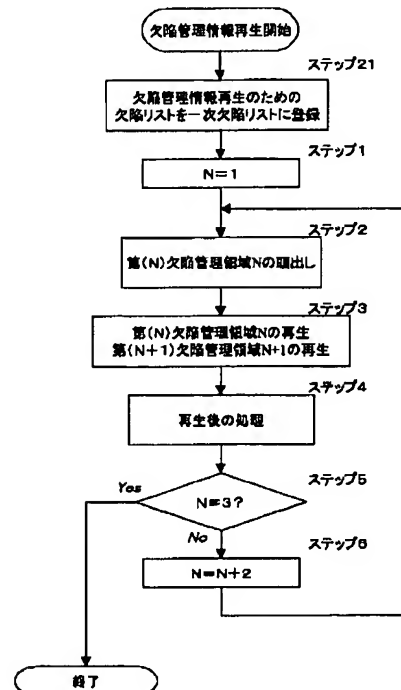 欠陥管理情報再生開始
ステップ21
欠陥管理情報再生のための
欠陥リストを一次欠陥リストに登録
ステップ1
N=1
ステップ2
第(N)欠陥管理領域Nの頭出し
ステップ3
第(N)欠陥管理領域Nの再生
第(N+1)欠陥管理領域N+1の再生
ステップ4
再生後の処理
ステップ5
Yes
N=3?
No
ステップ6
N=N+2
終了